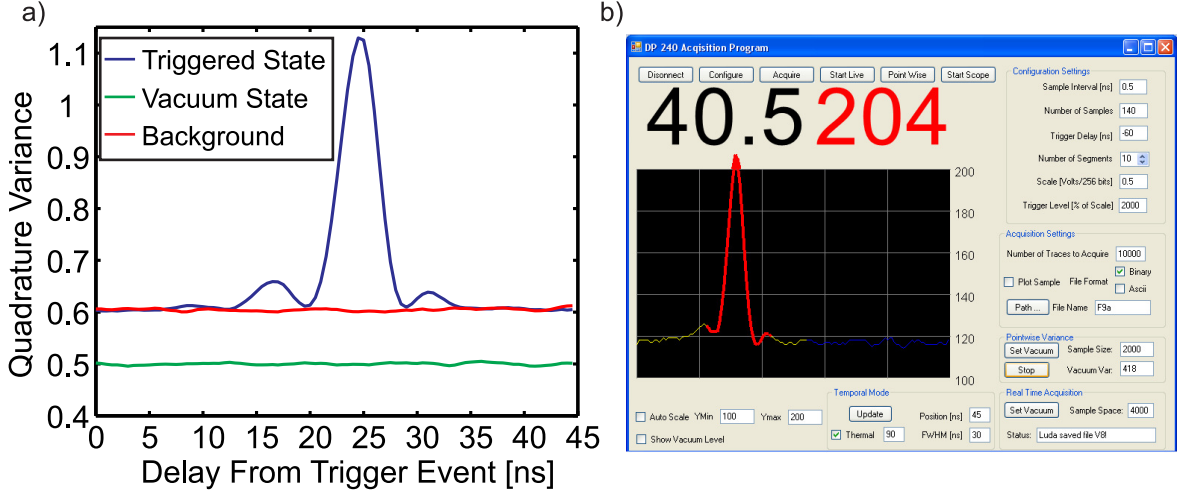 a)
1.1
1
0.9
0.8
0.7
0.6
0.5
0.4
Quadrature Variance
Triggered State
Vacuum State
Background
0 5 10 15 20 25 30 35 40 45
Delay From Trigger Event [ns]
b)
DP 240 Acqisition Program
Disconnect Configure Acquire Start Live Point Wise Start Scope
40.5 204
200
180
160
140
120
100
Configuration Settings
Sample Interval [ns] 0.5
Number of Samples 140
Trigger Delay [ns] -60
Number of Segments 10
Scale [Volts/256 bits] 0.5
Trigger Level [% of Scale] 2000
Acquisition Settings
Number of Traces to Acquire 10000
Plot Sample File Format Binary
Ascii
Path ... File Name F9a
Pointwise Variance
Set Vacuum Sample Size: 2000
Stop Vacuum Var: 418
Auto Scale YMin 100 Ymax 200
Show Vacuum Level
Temporal Mode
Update Position [ns] 45
Thermal 90 FWHM [ns] 30
Real Time Acquisition
Set Vacuum Sample Space: 4000
Status: Luda saved file V8!